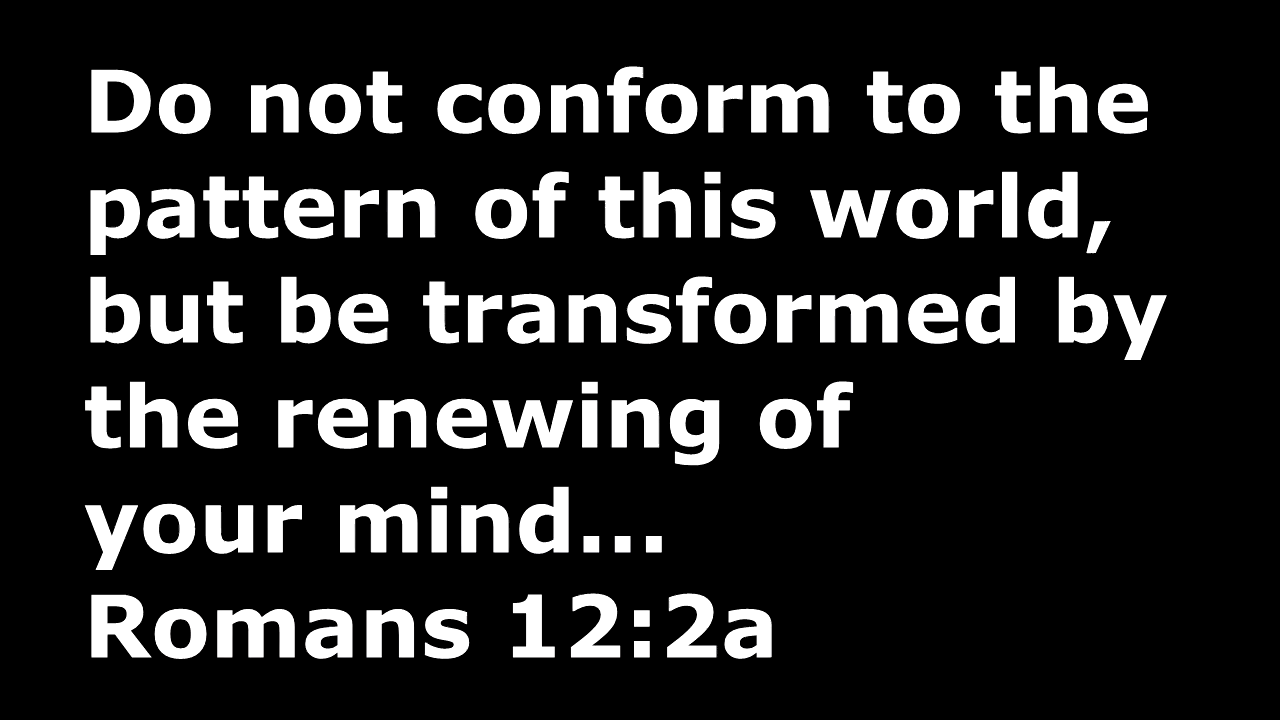 Do not conform to the
pattern of this world,
but be transformed by
the renewing of
your mind...
Romans 12:2a